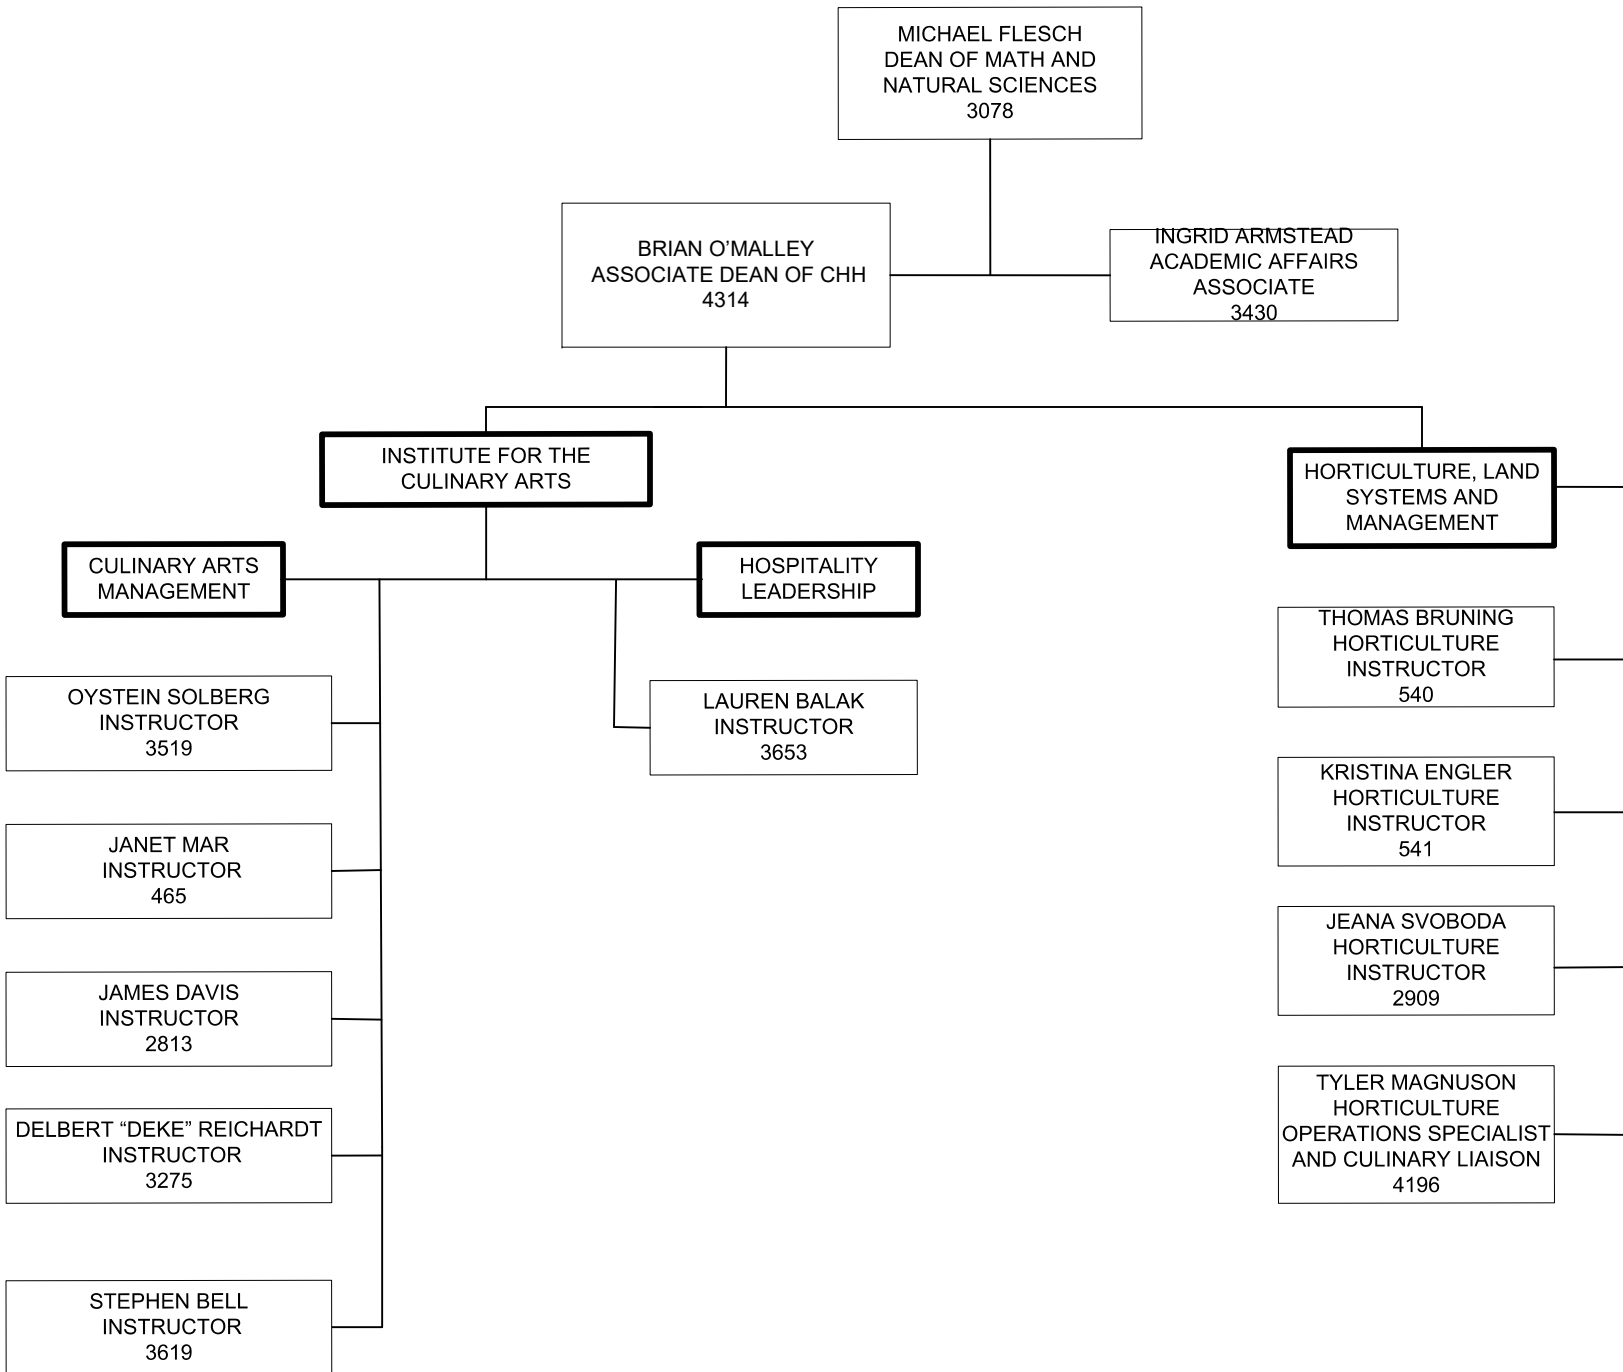 MICHAEL FLESCH
DEAN OF MATH AND
NATURAL SCIENCES
3078
BRIAN O’MALLEY
ASSOCIATE DEAN OF CHH
4314
INGRID ARMSTEAD
ACADEMIC AFFAIRS
ASSOCIATE
3430
INSTITUTE FOR THE
CULINARY ARTS
HORTICULTURE, LAND
SYSTEMS AND
MANAGEMENT
CULINARY ARTS
MANAGEMENT
HOSPITALITY
LEADERSHIP
OYSTEIN SOLBERG
INSTRUCTOR
3519
JANET MAR
INSTRUCTOR
465
JAMES DAVIS
INSTRUCTOR
2813
DELBERT “DEKE” REICHARDT
INSTRUCTOR
3275
STEPHEN BELL
INSTRUCTOR
3619
LAUREN BALAK
INSTRUCTOR
3653
THOMAS BRUNING
HORTICULTURE
INSTRUCTOR
540
KRISTINA ENGLER
HORTICULTURE
INSTRUCTOR
541
JEANA SVOBODA
HORTICULTURE
INSTRUCTOR
2909
TYLER MAGNUSON
HORTICULTURE
OPERATIONS SPECIALIST
AND CULINARY LIAISON
4196